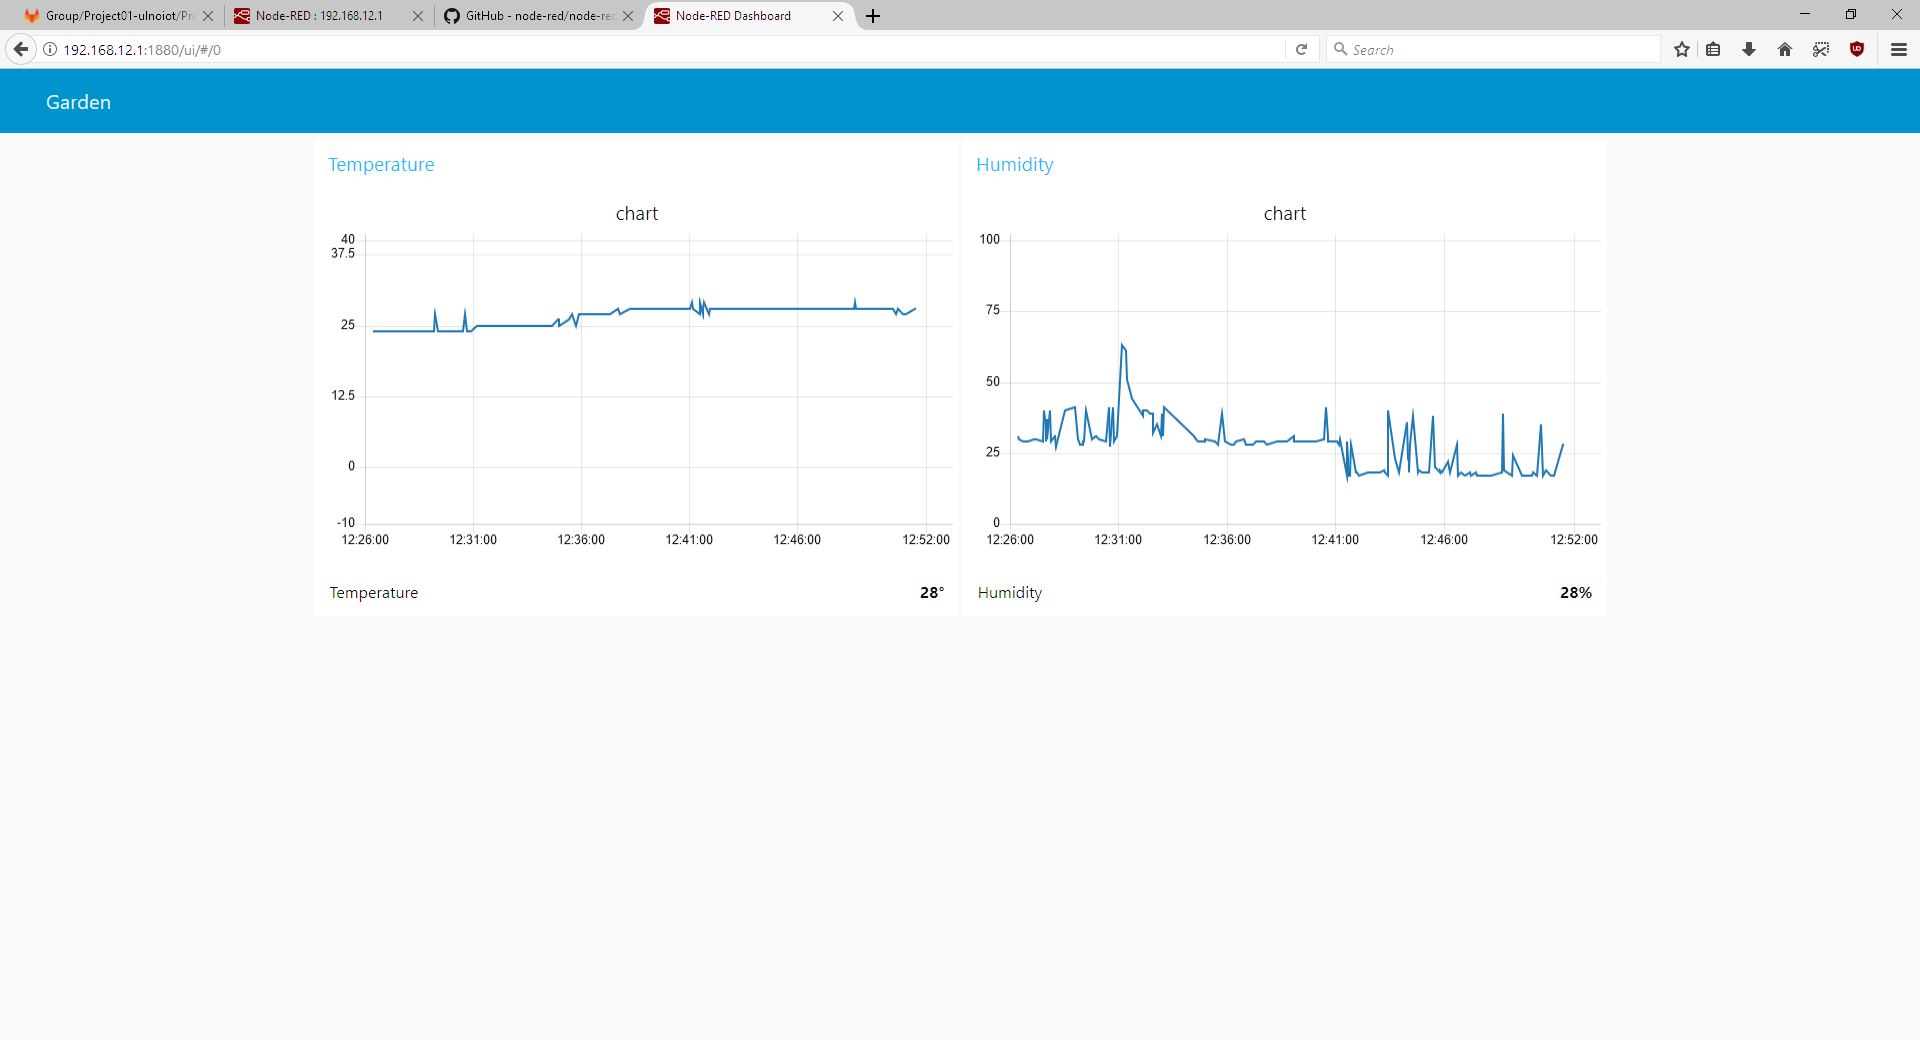 Group/Project01-ulnoiot/Pro
Node-RED : 192.168.12.1
GitHub - node-red/node-red
Node-RED Dashboard
192.168.12.1:1880/ui/#/0
Search
Garden
Temperature
chart
40
37.5
25
12.5
0
-10
12:26:00 12:31:00 12:36:00 12:41:00 12:46:00 12:52:00
Temperature 28°
Humidity
chart
100
75
50
25
0
12:26:00 12:31:00 12:36:00 12:41:00 12:46:00 12:52:00
Humidity 28%